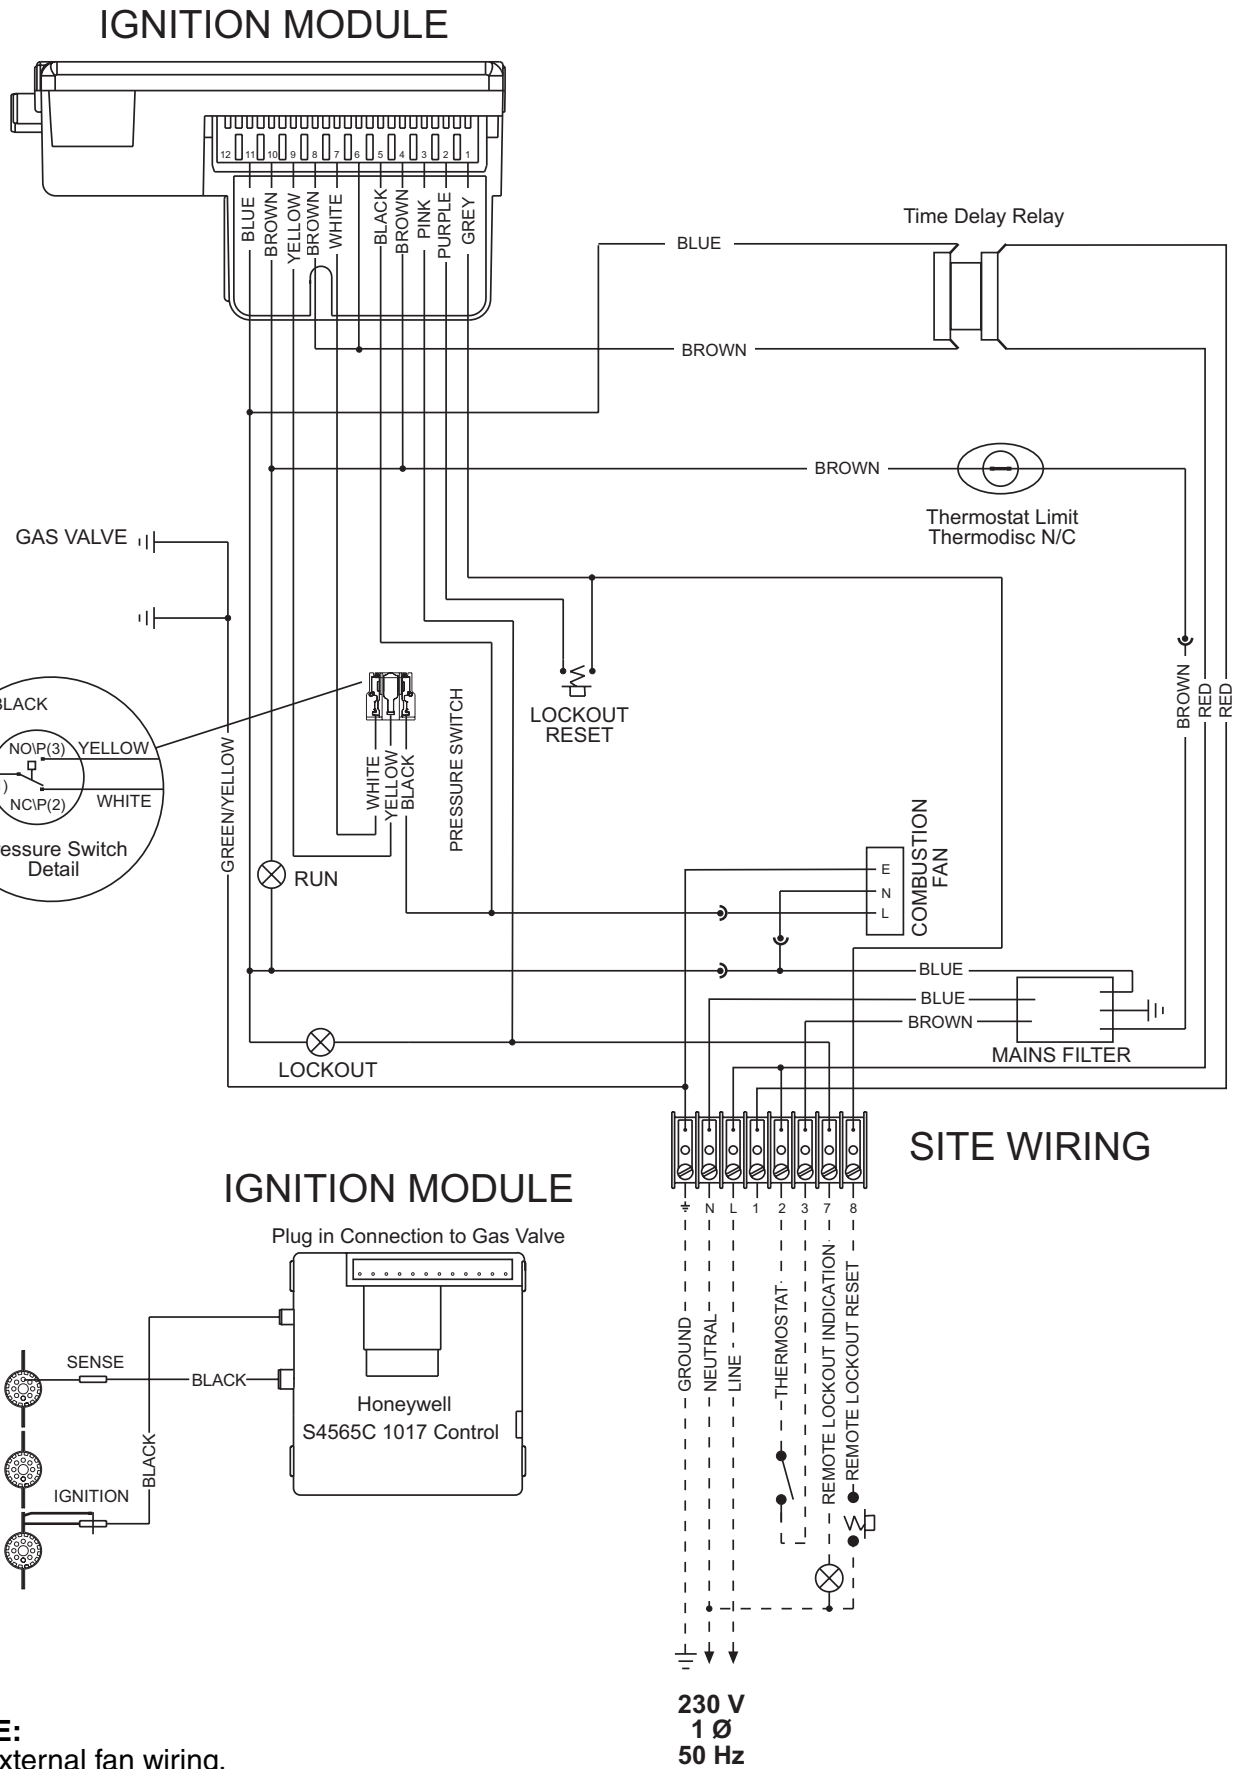 IGNITION MODULE
12 11 10 9 8 7 6 5 4 3 2 1
BLUE
BROWN
YELLOW
BROWN
WHITE
BLACK
BROWN
PINK
PURPLE
GREY
Time Delay Relay
BLUE
BROWN
BROWN
Thermostat Limit
Thermodisc N/C
GAS VALVE
BROWN
RED
RED
LOCKOUT
RESET
BLACK
NO\P(3)
YELLOW
)
NC\P(2)
WHITE
Pressure Switch
Detail
GREEN/YELLOW
WHITE
YELLOW
BLACK
PRESSURE SWITCH
RUN
E
N
L
COMBUSTION
FAN
BLUE
BLUE
BROWN
MAINS FILTER
LOCKOUT
SITE WIRING
N L 1 2 3 7 8
GROUND
NEUTRAL
LINE
THERMOSTAT
REMOTE LOCKOUT INDICATION
REMOTE LOCKOUT RESET
IGNITION MODULE
Plug in Connection to Gas Valve
SENSE
BLACK
Honeywell
S4565C 1017 Control
BLACK
IGNITION
230 V
1 Ø
50 Hz
E:
xternal fan wiring.